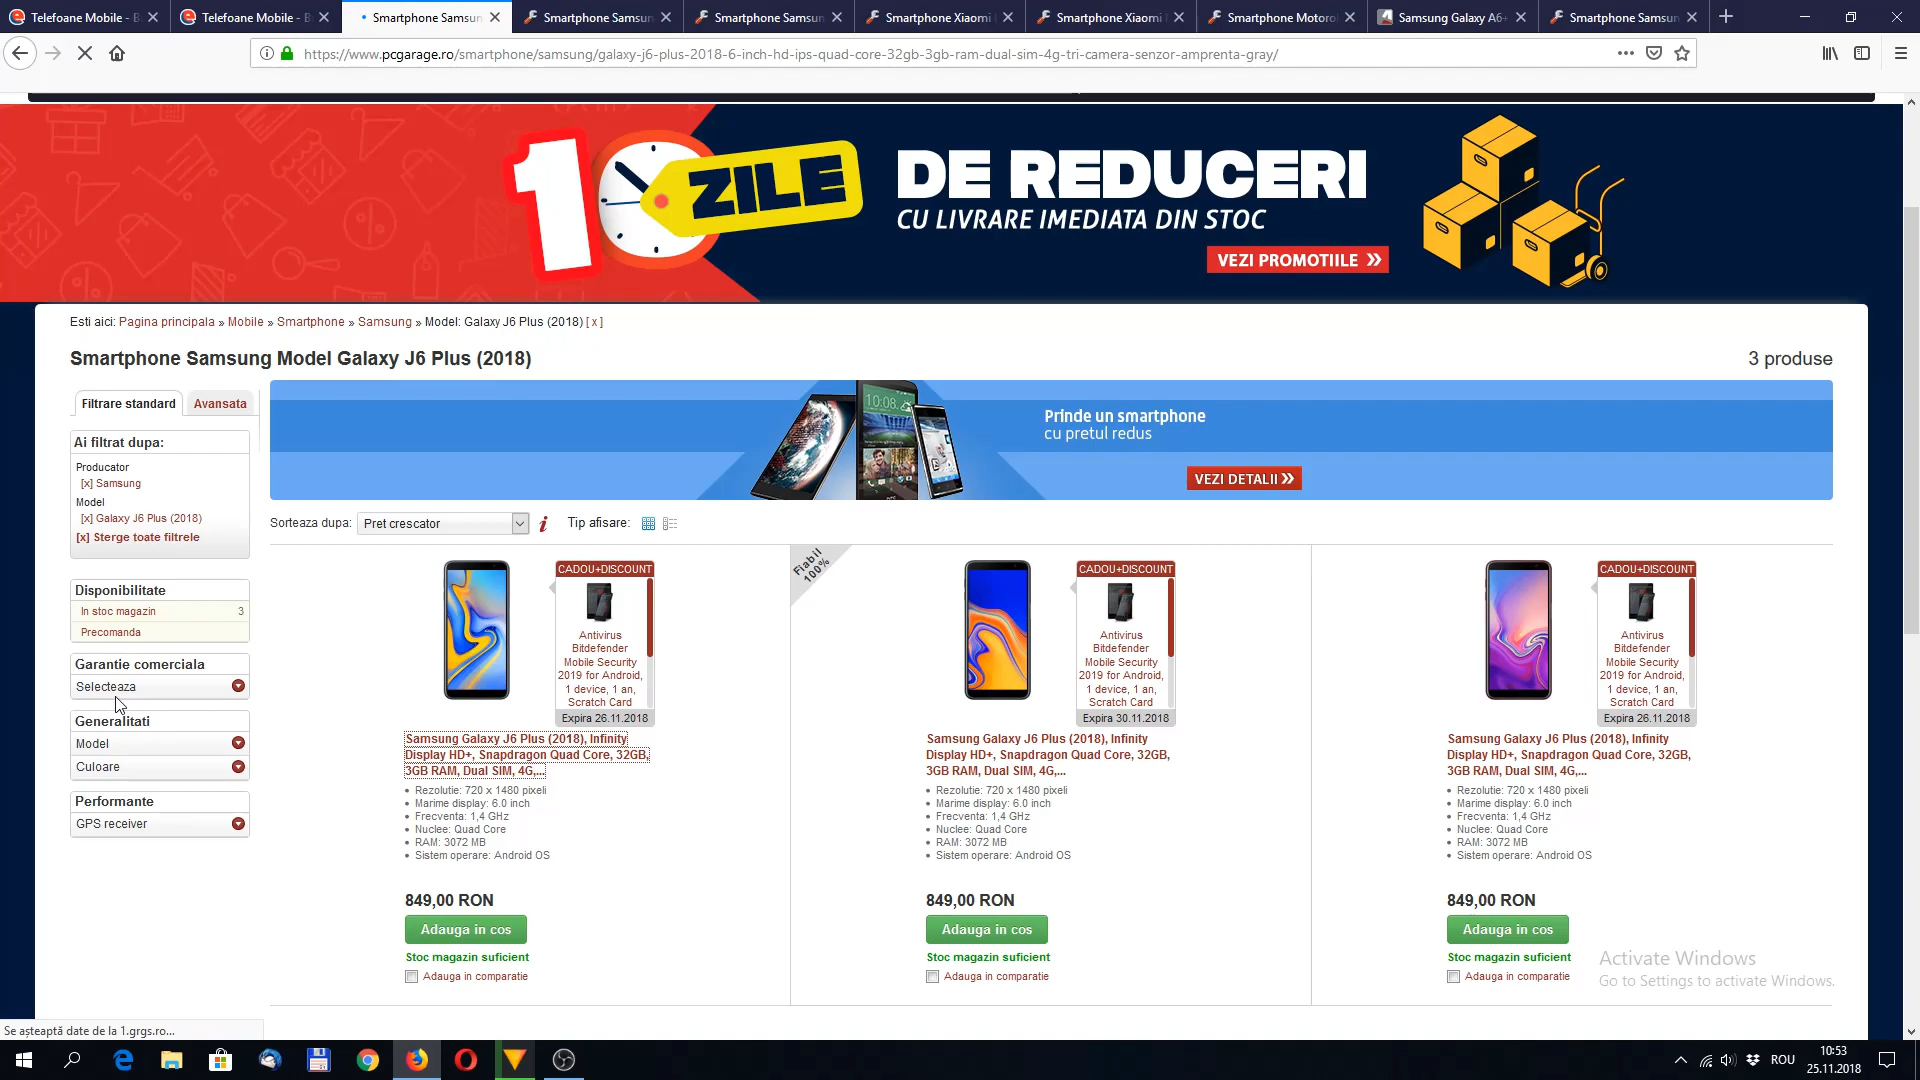 Telefoane Mobile - B
Telefoane Mobile - B
Smartphone Samsun
Smartphone Samsun
Smartphone Samsun
Smartphone Xiaomi
Smartphone Xiaomi
Smartphone Motorol
Samsung Galaxy A6+
Smartphone Samsun
https://www.pcgarage.ro/smartphone/samsung/galaxy-j6-plus-2018-6-inch-hd-ips-quad-core-32gb-3gb-ram-dual-sim-4g-tri-camera-senzor-amprenta-gray/
10 ZILE
DE REDUCERI
CU LIVRARE IMEDIATA DIN STOC
VEZI PROMOTIILE »
Esti aici: Pagina principala » Mobile » Smartphone » Samsung » Model: Galaxy J6 Plus (2018) [ x ]
Smartphone Samsung Model Galaxy J6 Plus (2018)
3 produse
Filtrare standard
Avansata
Ai filtrat dupa:
Producator
[x] Samsung
Model
[x] Galaxy J6 Plus (2018)
[x] Sterge toate filtrele
Disponibilitate
In stoc magazin 3
Precomanda
Garantie comerciala
Selecteaza
Generalitati
Model
Culoare
Performante
GPS receiver
10:08
Prinde un smartphone
cu pretul redus
VEZI DETALII »
Sorteaza dupa: Pret crescator i Tip afisare:
CADOU+DISCOUNT
Antivirus
Bitdefender
Mobile Security
2019 for Android,
1 device, 1 an,
Scratch Card
Expira 26.11.2018
Samsung Galaxy J6 Plus (2018), Infinity
Display HD+, Snapdragon Quad Core, 32GB,
3GB RAM, Dual SIM, 4G,...
Rezolutie: 720 x 1480 pixeli
Marime display: 6.0 inch
Frecventa: 1,4 GHz
Nuclee: Quad Core
RAM: 3072 MB
Sistem operare: Android OS
849,00 RON
Adauga in cos
Stoc magazin suficient
Adauga in comparatie
Fiabil
100%
CADOU+DISCOUNT
Antivirus
Bitdefender
Mobile Security
2019 for Android,
1 device, 1 an,
Scratch Card
Expira 30.11.2018
Samsung Galaxy J6 Plus (2018), Infinity
Display HD+, Snapdragon Quad Core, 32GB,
3GB RAM, Dual SIM, 4G,...
Rezolutie: 720 x 1480 pixeli
Marime display: 6.0 inch
Frecventa: 1,4 GHz
Nuclee: Quad Core
RAM: 3072 MB
Sistem operare: Android OS
849,00 RON
Adauga in cos
Stoc magazin suficient
Adauga in comparatie
CADOU+DISCOUNT
Antivirus
Bitdefender
Mobile Security
2019 for Android,
1 device, 1 an,
Scratch Card
Expira 26.11.2018
Samsung Galaxy J6 Plus (2018), Infinity
Display HD+, Snapdragon Quad Core, 32GB,
3GB RAM, Dual SIM, 4G,...
Rezolutie: 720 x 1480 pixeli
Marime display: 6.0 inch
Frecventa: 1,4 GHz
Nuclee: Quad Core
RAM: 3072 MB
Sistem operare: Android OS
849,00 RON
Adauga in cos
Stoc magazin suficient
Adauga in comparatie
Activate Windows
Go to Settings to activate Windows.
Se așteaptă date de la 1.grgs.ro...
ROU
10:53
25.11.2018